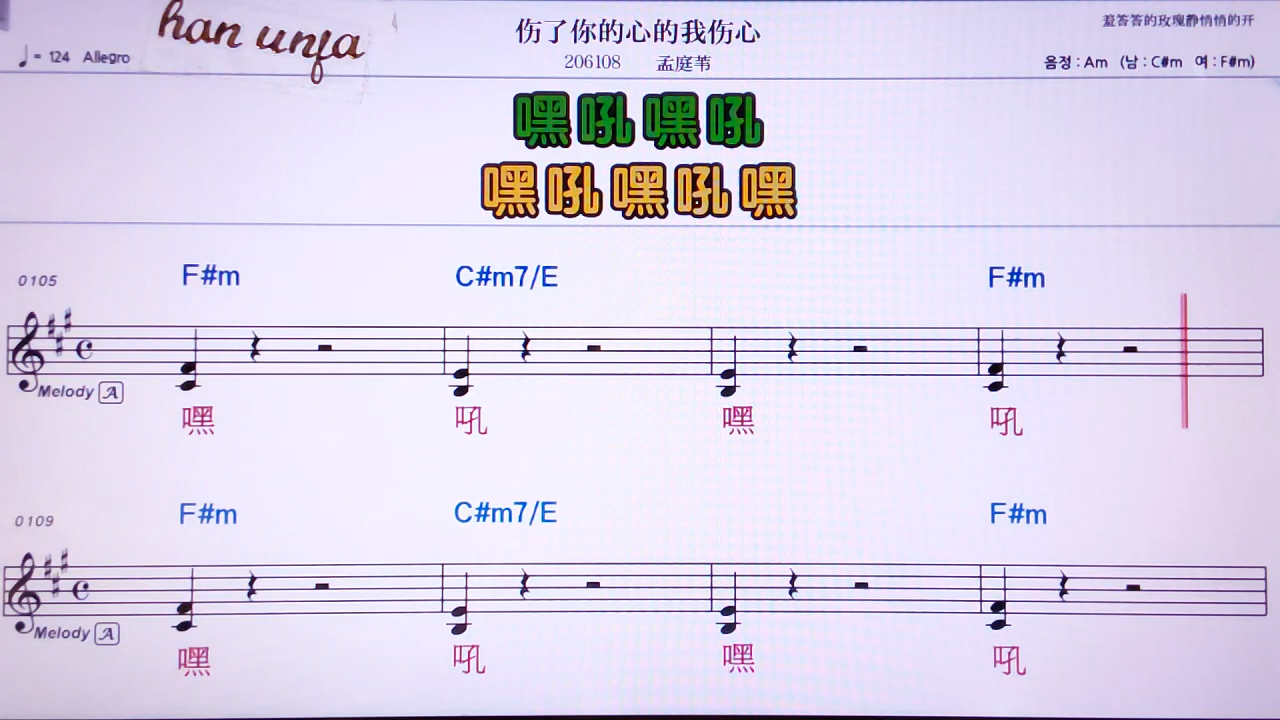 han unfa
伤了你的心的我伤心
羞答答的玫瑰静悄悄的开
♩= 124 Allegro
206108 孟庭苇
음정 : Am (남 : C#m 여 : F#m)
嘿吼嘿吼
嘿吼嘿吼嘿
0105 F#m C#m7/E F#m
Melody A
嘿 吼 嘿 吼
0109 F#m C#m7/E F#m
Melody A
嘿 吼 嘿 吼